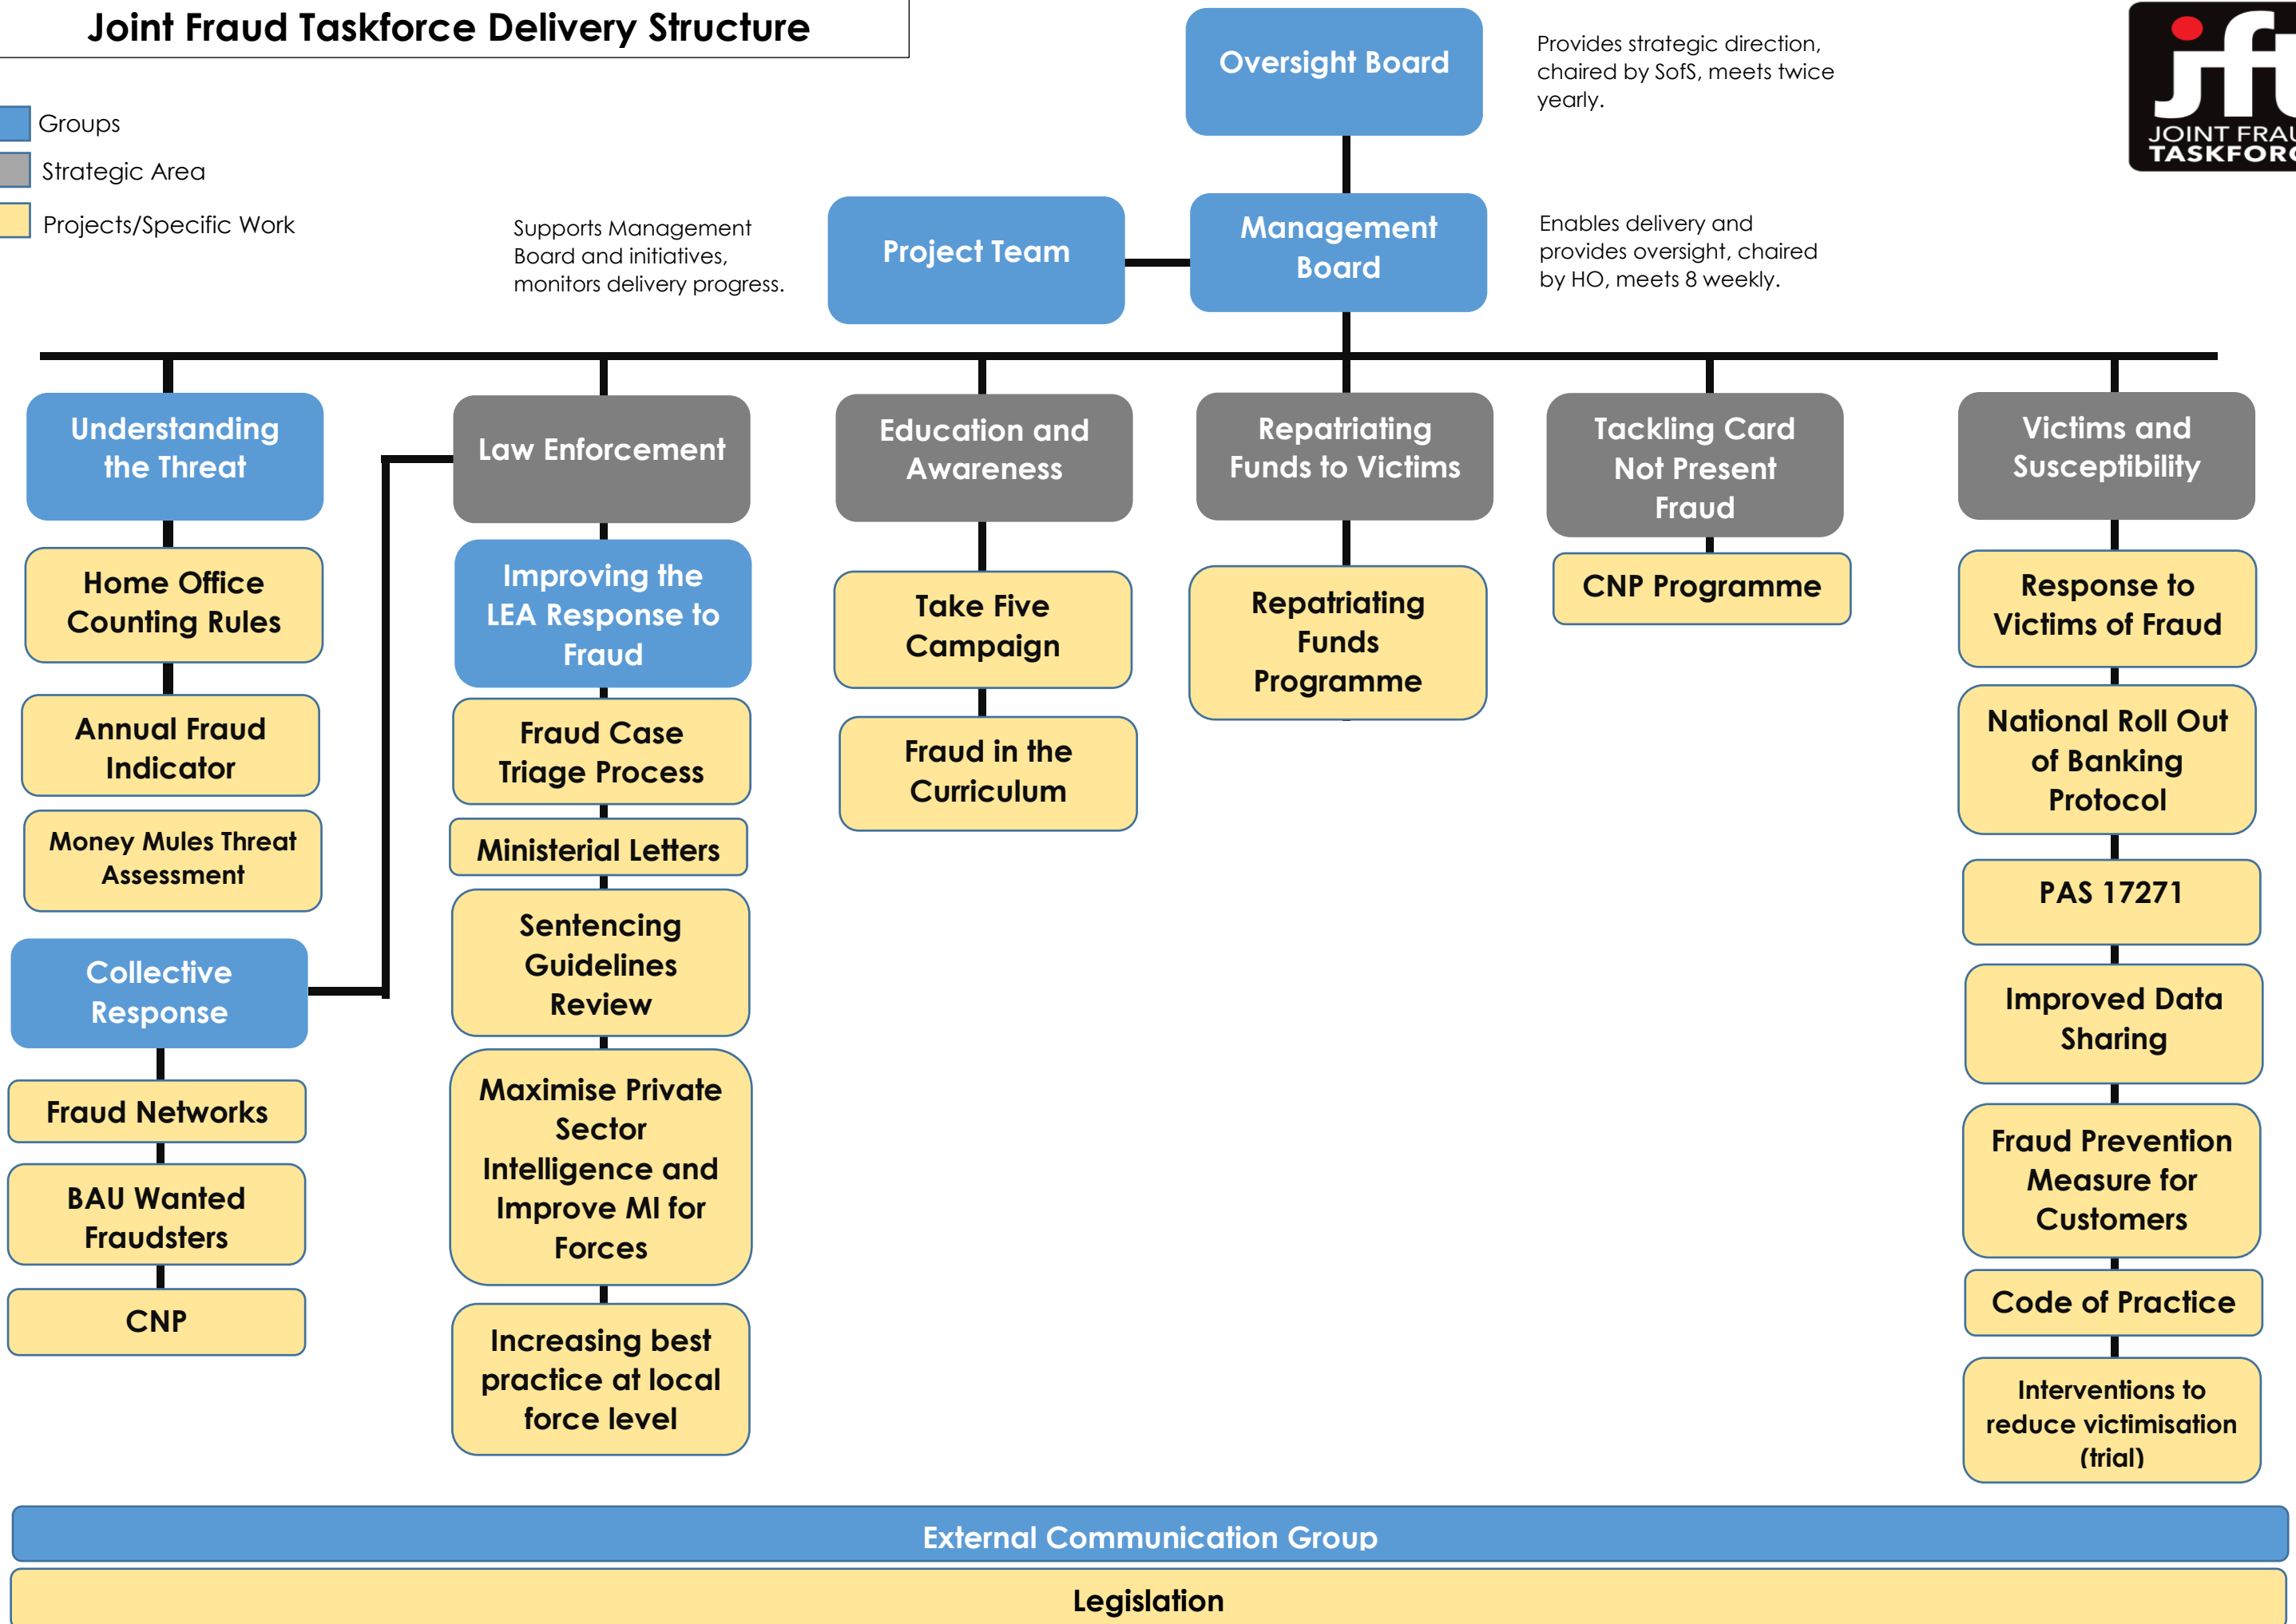 Joint Fraud Taskforce Delivery Structure
Groups
Strategic Area
Projects/Specific Work
Oversight Board
Provides strategic direction,
chaired by SofS, meets twice
yearly.
JOINT
TASKFORC
Supports Management
Board and initiatives,
monitors delivery progress.
Project Team
Management
Board
Enables delivery and
provides oversight, chaired
by HO, meets 8 weekly.
Understanding
the Threat
Home Office
Counting Rules
Annual Fraud
Indicator
Money Mules Threat
Assessment
Collective
Response
Fraud Networks
BAU Wanted
Fraudsters
CNP
Law Enforcement
Improving the
LEA Response to
Fraud
Fraud Case
Triage Process
Ministerial Letters
Sentencing
Guidelines
Review
Maximise Private
Sector
Intelligence and
Improve MI for
Forces
Increasing best
practice at local
force level
Education and
Awareness
Take Five
Campaign
Fraud in the
Curriculum
Repatriating
Funds to Victims
Repatriating
Funds
Programme
Tackling Card
Not Present
Fraud
CNP Programme
Victims and
Susceptibility
Response to
Victims of Fraud
National Roll Out
of Banking
Protocol
PAS 17271
Improved Data
Sharing
Fraud Prevention
Measure for
Customers
Code of Practice
Interventions to
reduce victimisation
(trial)
External Communication Group
Legislation